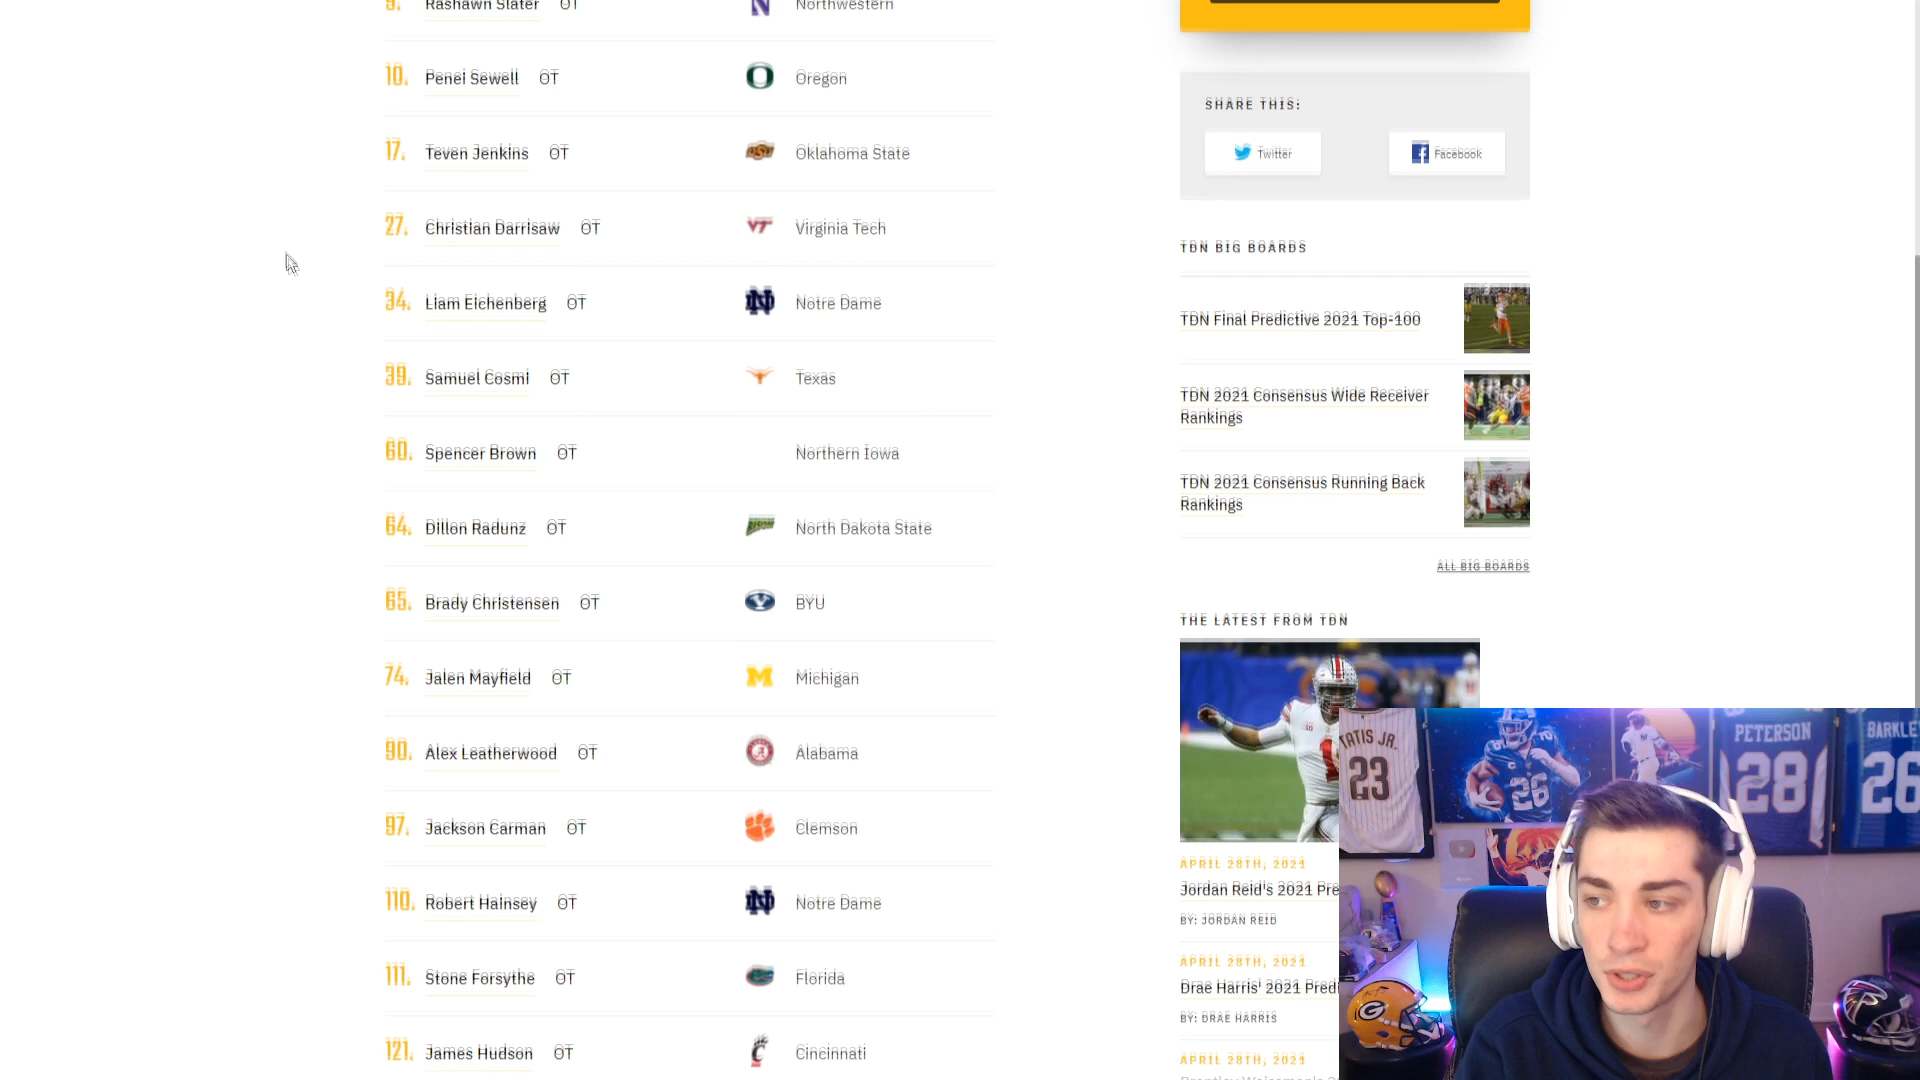 9. Rashawn Slater OT Northwestern
10. Penei Sewell OT Oregon
17. Teven Jenkins OT Oklahoma State
27. Christian Darrisaw OT Virginia Tech
34. Liam Eichenberg OT Notre Dame
39. Samuel Cosmi OT Texas
60. Spencer Brown OT Northern Iowa
64. Dillon Radunz OT North Dakota State
65. Brady Christensen OT BYU
74. Jalen Mayfield OT Michigan
90. Alex Leatherwood OT Alabama
97. Jackson Carman OT Clemson
110. Robert Hainsey OT Notre Dame
111. Stone Forsythe OT Florida
121. James Hudson OT Cincinnati
SHARE THIS:
Twitter Facebook
TDN BIG BOARDS
TDN Final Predictive 2021 Top-100
TDN 2021 Consensus Wide Receiver
Rankings
TDN 2021 Consensus Running Back
Rankings
ALL BIG BOARDS
THE LATEST FROM TDN
APRIL 28TH, 2021
Jordan Reid's 2021 Pre
BY: JORDAN REID
APRIL 28TH, 2021
Drae Harris' 2021 Predi
BY: DRAE HARRIS
APRIL 28TH, 2021
TATIS JR.
23
26
PETERSON
28
BARKLE
26